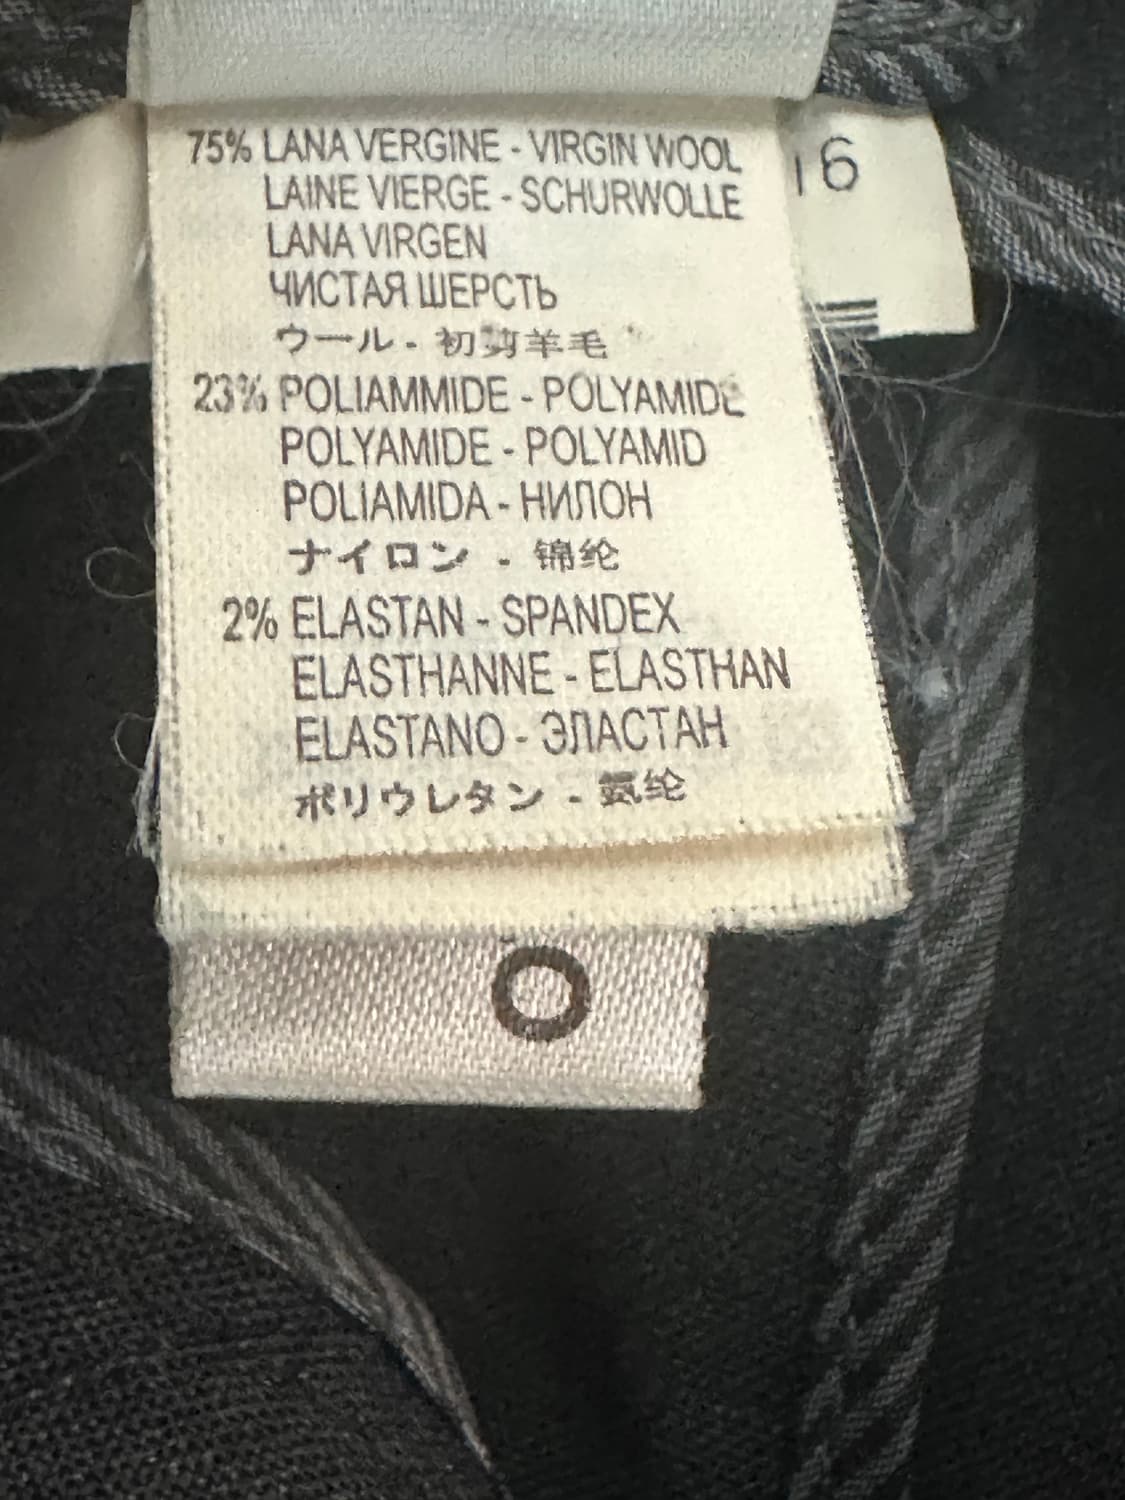 75% LANA VERGINE - VIRGIN WOOL
LAINE VIERGE - SCHURWOLLE
LANA VIRGEN
ЧИСТАЯ ШЕРСТЬ
ウール - 初剪羊毛
23% POLIAMMIDE - POLYAMIDE
POLYAMIDE - POLYAMID
POLIAMIDA - НИЛОН
ナイロン - 锦纶
2% ELASTAN - SPANDEX
ELASTHANNE - ELASTHAN
ELASTANO - ЭЛАСТАН
ポリウレタン - 氨纶
16
O